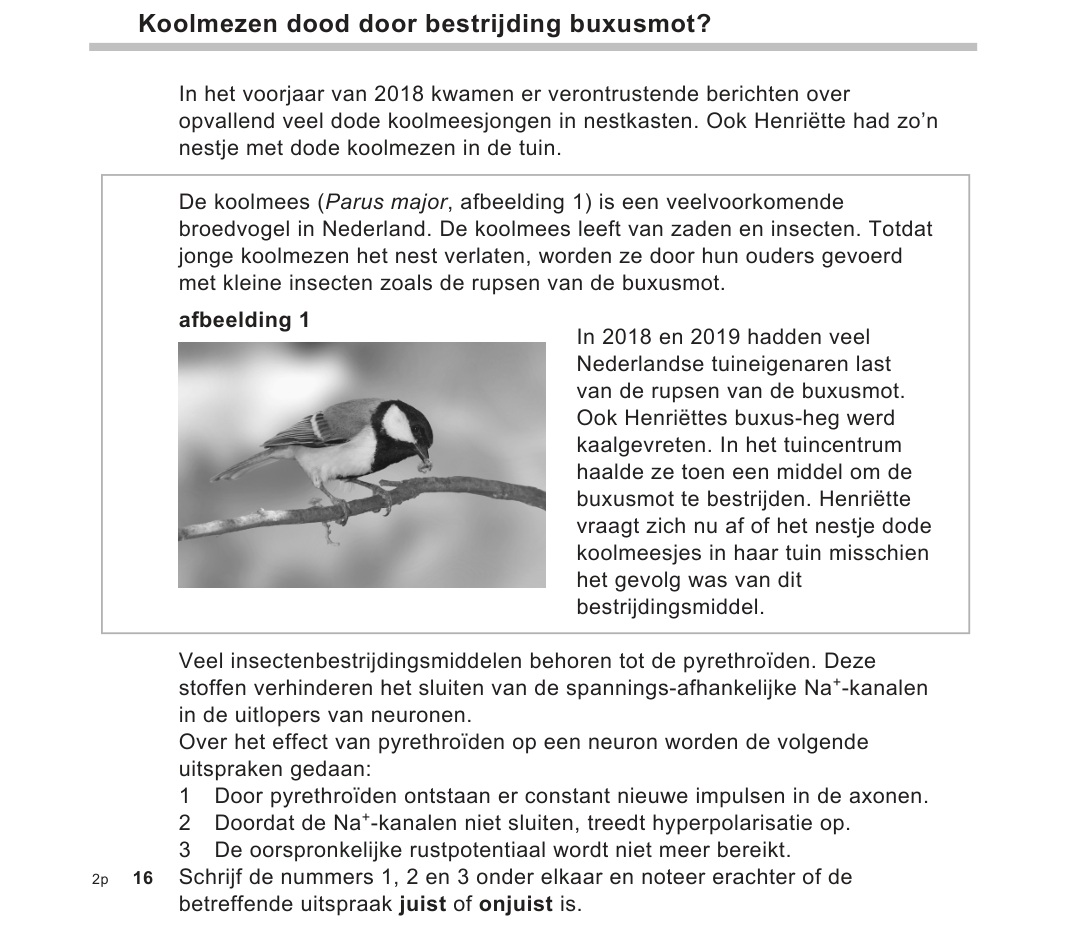 Koolmezen dood door bestrijding buxusmot?
In het voorjaar van 2018 kwamen er verontrustende berichten over
opvallend veel dode koolmeesjongen in nestkasten. Ook Henriëtte had zo’n
nestje met dode koolmezen in de tuin.
De koolmees (Parus major, afbeelding 1) is een veelvoorkomende
broedvogel in Nederland. De koolmees leeft van zaden en insecten. Totdat
jonge koolmezen het nest verlaten, worden ze door hun ouders gevoerd
met kleine insecten zoals de rupsen van de buxusmot.
afbeelding 1
In 2018 en 2019 hadden veel
Nederlandse tuineigenaren last
van de rupsen van de buxusmot.
Ook Henriëttes buxus-heg werd
kaalgevreten. In het tuincentrum
haalde ze toen een middel om de
buxusmot te bestrijden. Henriëtte
vraagt zich nu af of het nestje dode
koolmeesjes in haar tuin misschien
het gevolg was van dit
bestrijdingsmiddel.
Veel insectenbestrijdingsmiddelen behoren tot de pyrethroïden. Deze
stoffen verhinderen het sluiten van de spannings-afhankelijke Na⁺-kanalen
in de uitlopers van neuronen.
Over het effect van pyrethroïden op een neuron worden de volgende
uitspraken gedaan:
1 Door pyrethroïden ontstaan er constant nieuwe impulsen in de axonen.
2 Doordat de Na⁺-kanalen niet sluiten, treedt hyperpolarisatie op.
3 De oorspronkelijke rustpotentiaal wordt niet meer bereikt.
2p 16 Schrijf de nummers 1, 2 en 3 onder elkaar en noteer erachter of de
betreffende uitspraak juist of onjuist is.